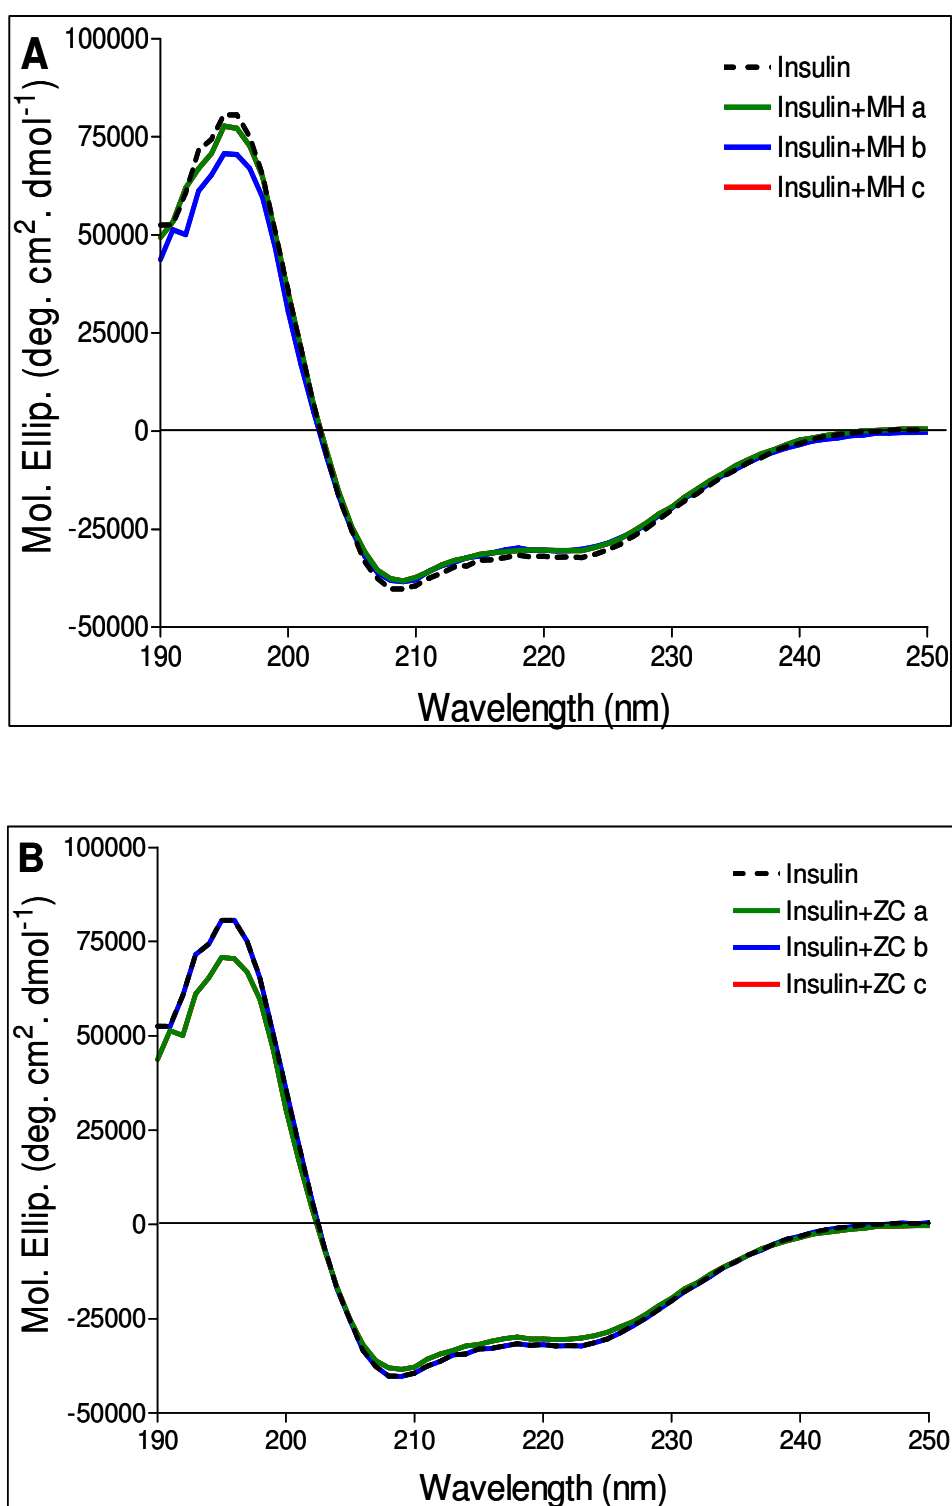 A
Mol. Ellip. (deg. cm². dmol⁻¹)
100000
75000
50000
25000
0
-25000
-50000
190 200 210 220 230 240 250
Wavelength (nm)
Insulin
Insulin+MH a
Insulin+MH b
Insulin+MH c
B
Mol. Ellip. (deg. cm². dmol⁻¹)
100000
75000
50000
25000
0
-25000
-50000
190 200 210 220 230 240 250
Wavelength (nm)
Insulin
Insulin+ZC a
Insulin+ZC b
Insulin+ZC c